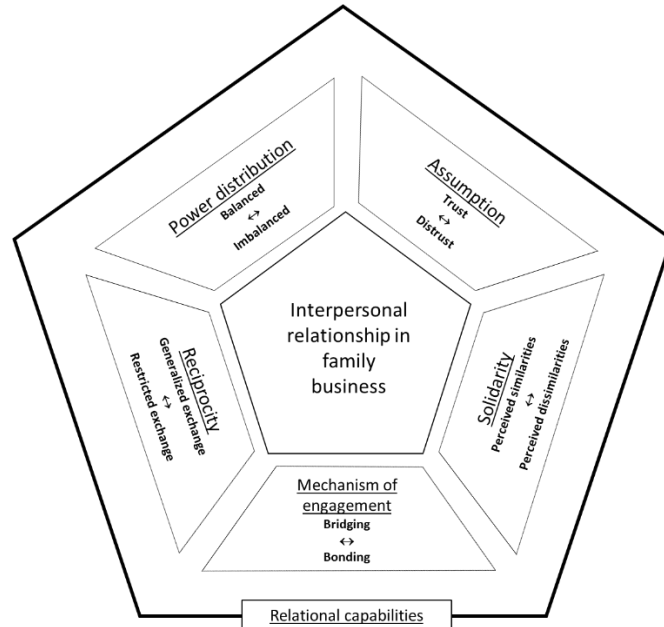 Power distribution
Balanced
↔
Imbalanced
Assumption
Trust
↔
Distrust
Interpersonal
relationship in
family
business
Reciprocity
Generalized exchange
↔
Restricted exchange
Solidarity
Perceived similarities
↔
Perceived dissimilarities
Mechanism of
engagement
Bridging
↔
Bonding
Relational capabilities